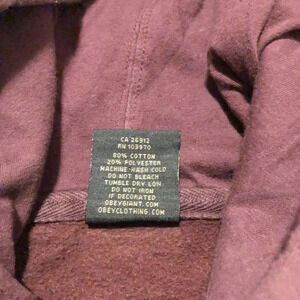 CA 26912
RN 103970
80% COTTON
20% POLYESTER
MACHINE WASH COLD
DO NOT BLEACH
TUMBLE DRY LOW
DO NOT IRON
IF DECORATED
OBEYGIANT.COM
OBEYCLOTHING.COM